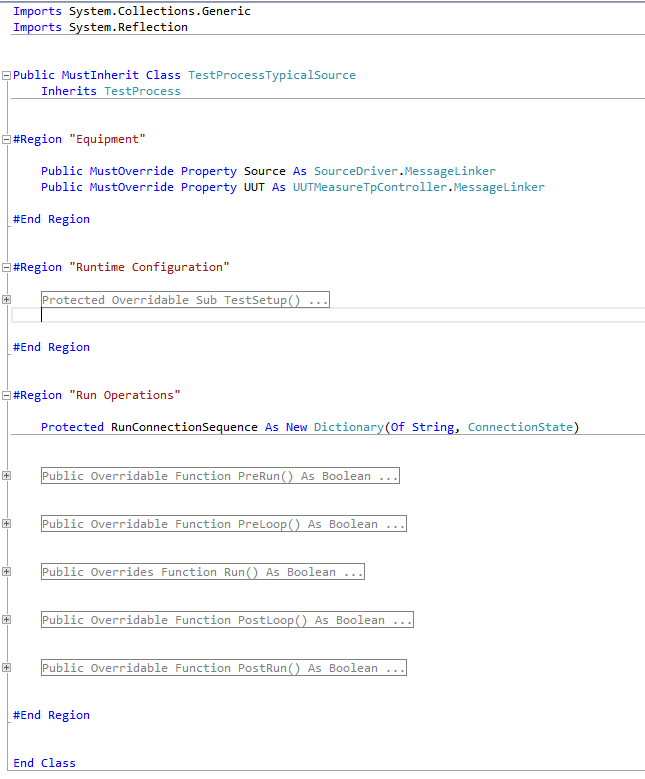 Imports System.Collections.Generic
Imports System.Reflection
Public MustInherit Class TestProcessTypicalSource
Inherits TestProcess
#Region "Equipment"
Public MustOverride Property Source As SourceDriver.MessageLinker
Public MustOverride Property UUT As UUTMeasureTpController.MessageLinker
#End Region
#Region "Runtime Configuration"
Protected Overridable Sub TestSetup() ...
#End Region
#Region "Run Operations"
Protected RunConnectionSequence As New Dictionary(Of String, ConnectionState)
Public Overridable Function PreRun() As Boolean ...
Public Overridable Function PreLoop() As Boolean ...
Public Overrides Function Run() As Boolean ...
Public Overridable Function PostLoop() As Boolean ...
Public Overridable Function PostRun() As Boolean ...
#End Region
End Class